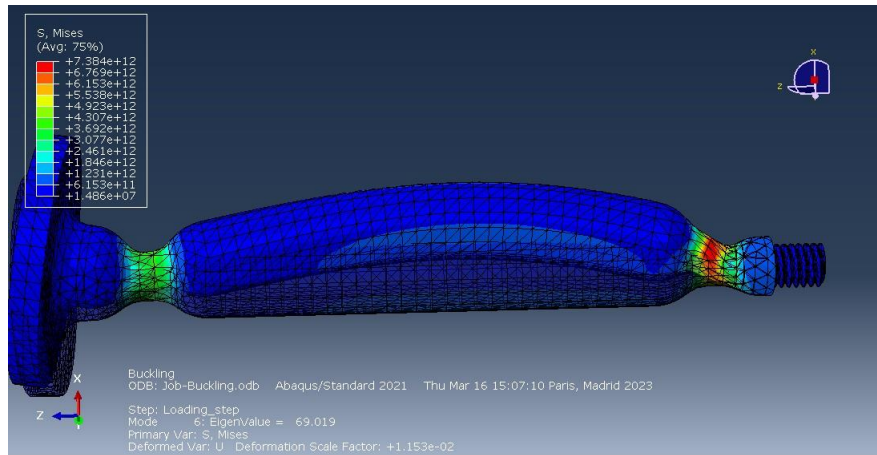 S, Mises
(Avg: 75%)
+7.384e+12
+6.769e+12
+6.153e+12
+5.538e+12
+4.923e+12
+4.307e+12
+3.692e+12
+3.077e+12
+2.461e+12
+1.846e+12
+1.231e+12
+6.153e+11
+1.486e+07
X
Z
X
Z
Y
Buckling
ODB: Job-Buckling.odb Abaqus/Standard 2021 Thu Mar 16 15:07:10 Paris, Madrid 2023
Step: Loading_step
Mode 6: EigenValue = 69.019
Primary Var: S, Mises
Deformed Var: U Deformation Scale Factor: +1.153e-02